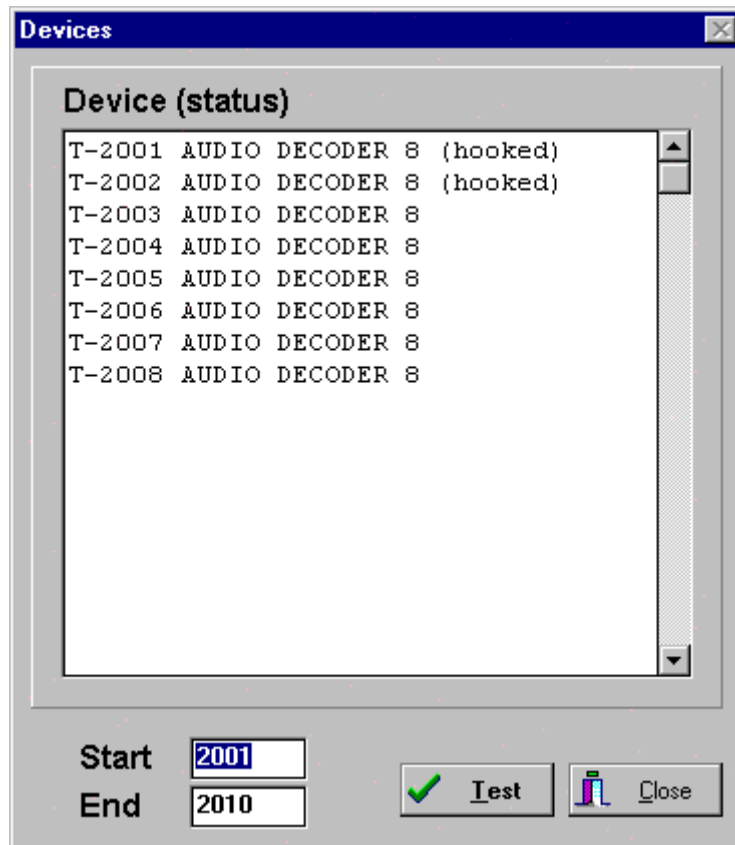 Devices
Device (status)
T-2001 AUDIO DECODER 8 (hooked)
T-2002 AUDIO DECODER 8 (hooked)
T-2003 AUDIO DECODER 8
T-2004 AUDIO DECODER 8
T-2005 AUDIO DECODER 8
T-2006 AUDIO DECODER 8
T-2007 AUDIO DECODER 8
T-2008 AUDIO DECODER 8
Start 2001
End 2010
Test
Close